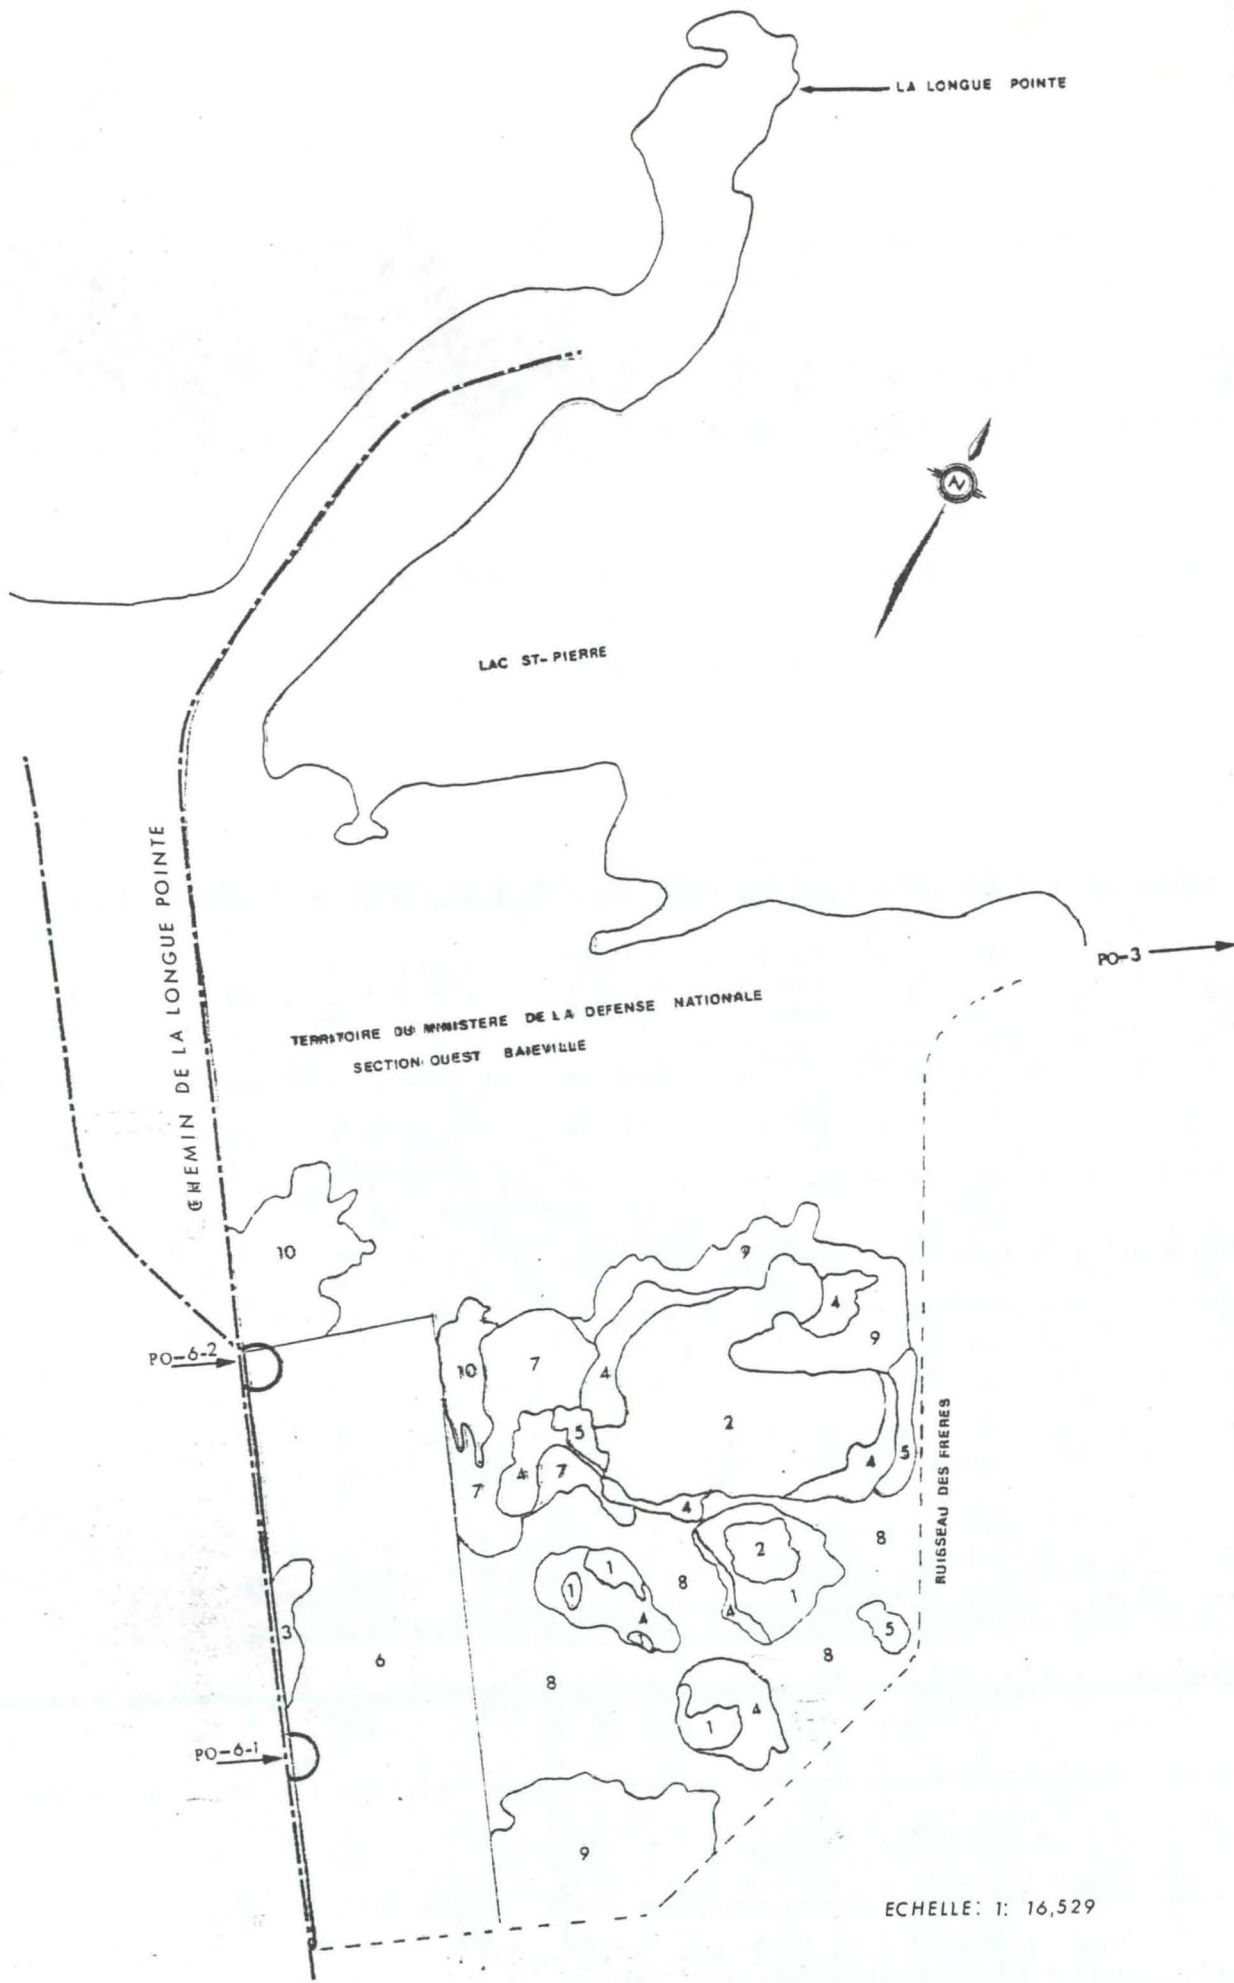 LA LONGUE POINTE
N
LAC ST-PIERRE
CHEMIN DE LA LONGUE POINTE
PO-3
TERRITOIRE DU MINISTERE DE LA DEFENSE NATIONALE
SECTION OUEST BAIEVILLE
10
9
4
9
PO-6-2
10
7
4
2
5
4
5
7
4
7
4
RUISSEAU DES FRERES
8
2
1
1
8
1
4
4
5
3
1
6
8
8
4
1
PO-6-1
9
ECHELLE: 1: 16,529